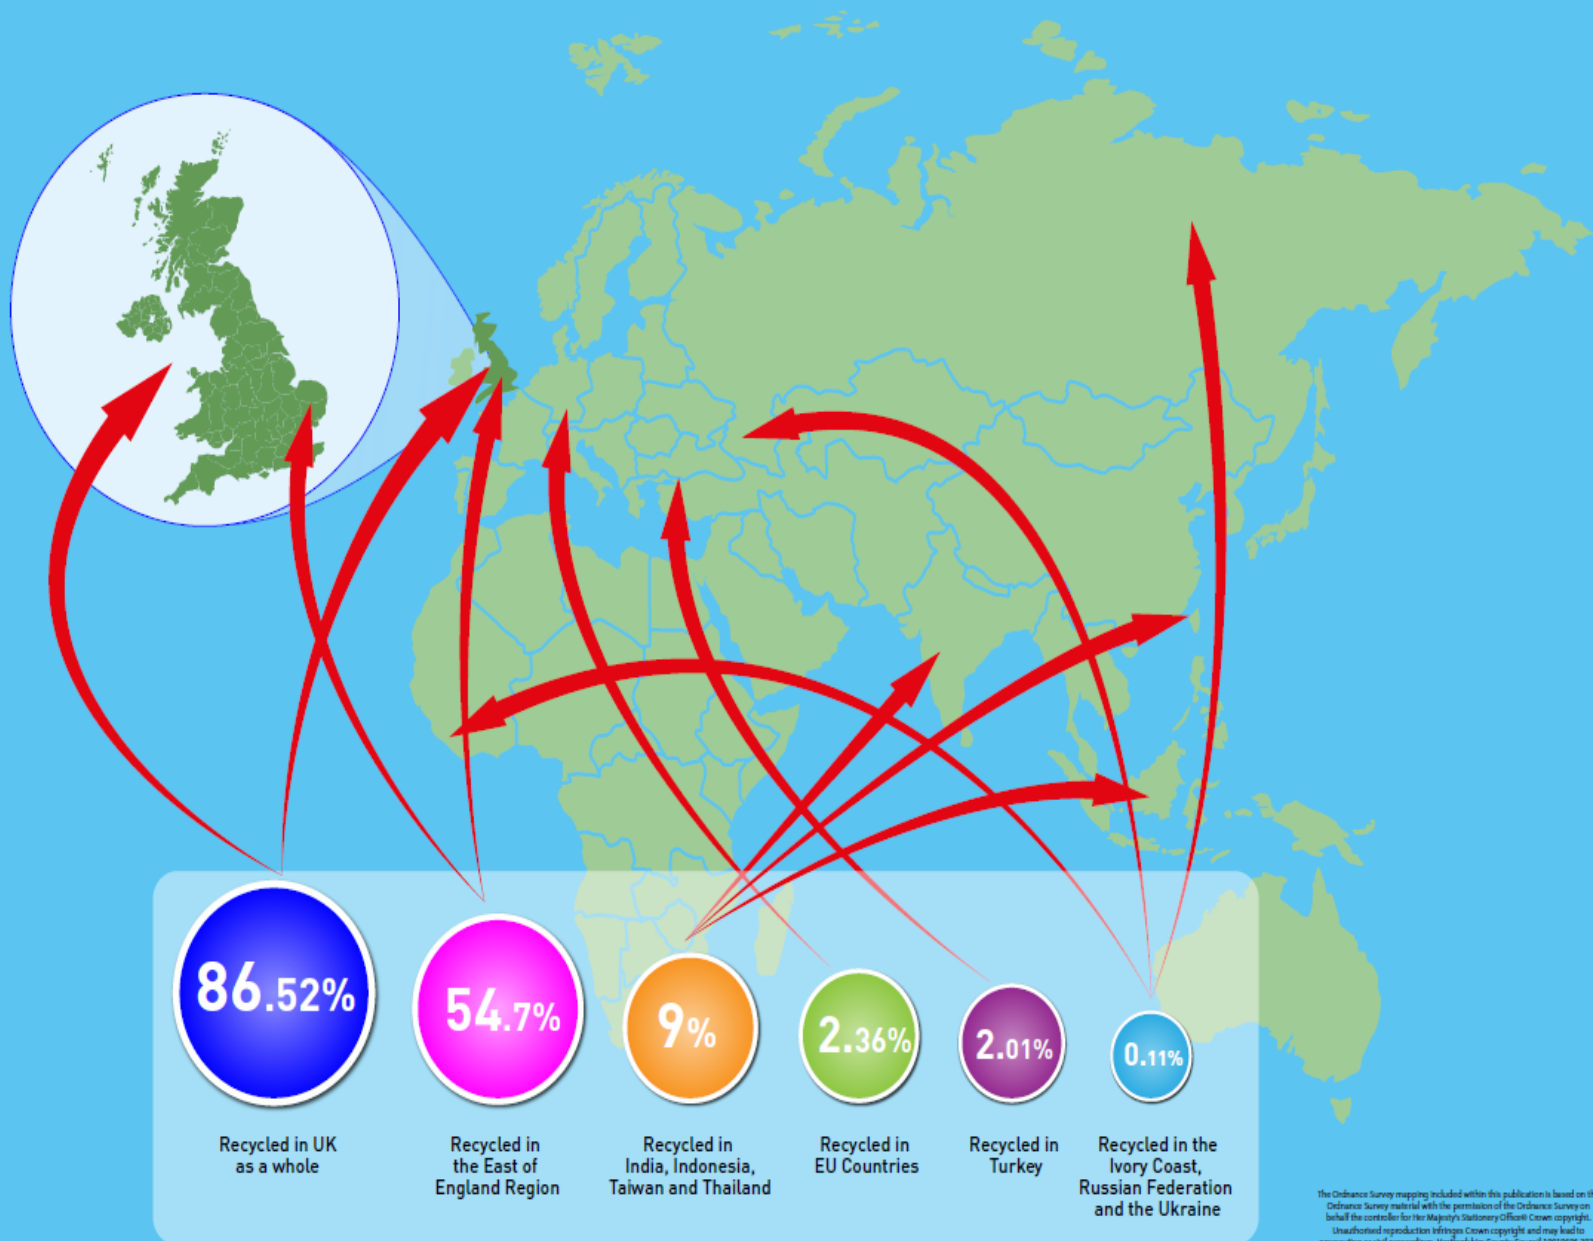 86.52%
54.7%
9%
2.36%
2.01%
0.11%
Recycled in UK
as a whole
Recycled in
the East of
England Region
Recycled in
India, Indonesia,
Taiwan and Thailand
Recycled in
EU Countries
Recycled in
Turkey
Recycled in the
Ivory Coast,
Russian Federation
and the Ukraine
The Ordnance Survey mapping included within this publication is based on
Ordnance Survey material with the permission of the Ordnance Survey on
behalf the controller for Her Majesty's Stationery Office® Crown copyright.
Unauthorised reproduction infringes Crown copyright and may lead to